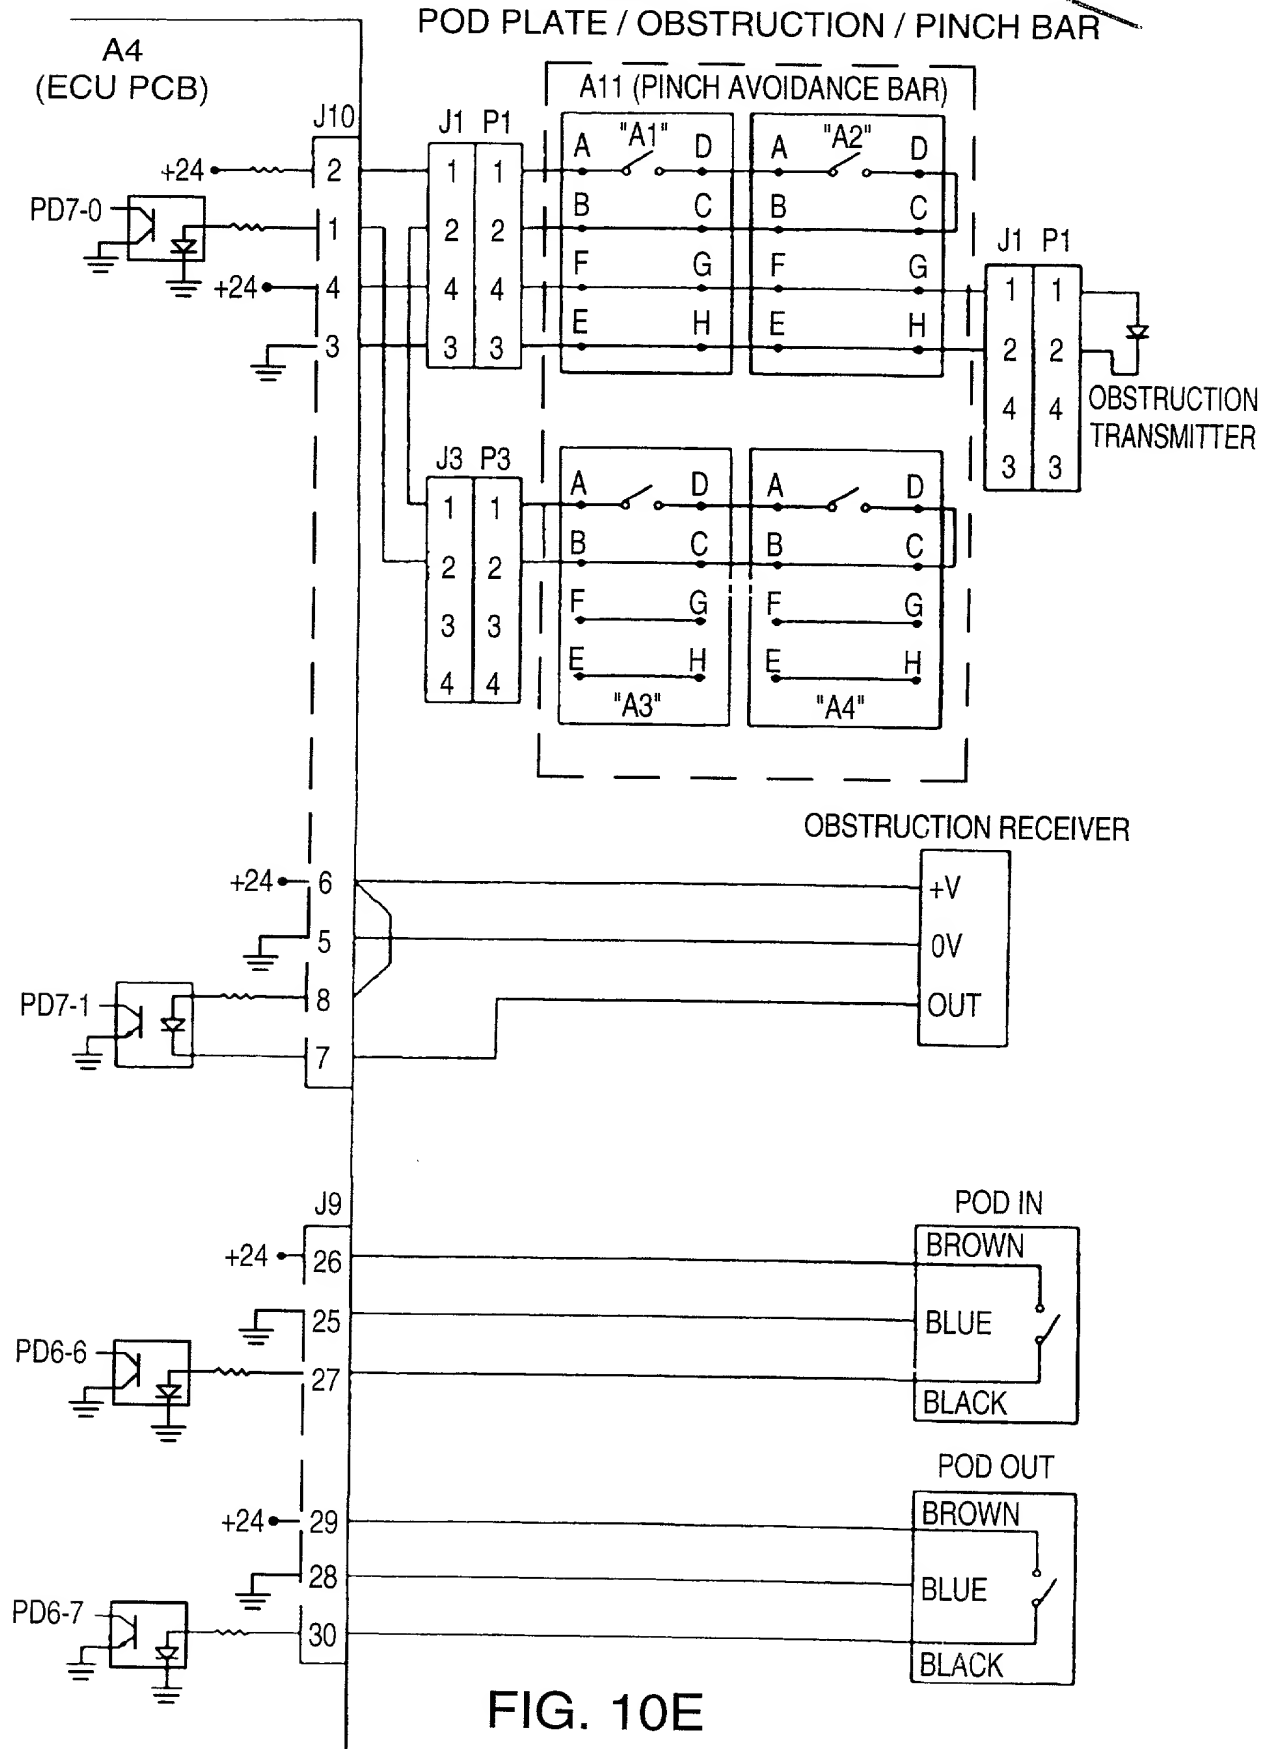 POD PLATE / OBSTRUCTION / PINCH BAR
A4
(ECU PCB)
A11 (PINCH AVOIDANCE BAR)
J10
J1 P1
A "A1" D
A "A2" D
+24
2
1 1
PD7-0
1
2 2
B C
B C
J1 P1
+24
4
4 4
F G
F G
1 1
3
3 3
E H
E H
2 2
4 4
3 3
OBSTRUCTION
TRANSMITTER
J3 P3
1 1
A D
A D
2 2
B C
B C
3 3
F G
F G
4 4
E H
E H
"A3"
"A4"
OBSTRUCTION RECEIVER
+24
6
+V
5
0V
PD7-1
8
OUT
7
J9
POD IN
+24
26
BROWN
25
BLUE
PD6-6
27
BLACK
POD OUT
+24
29
BROWN
28
BLUE
PD6-7
30
BLACK
FIG. 10E